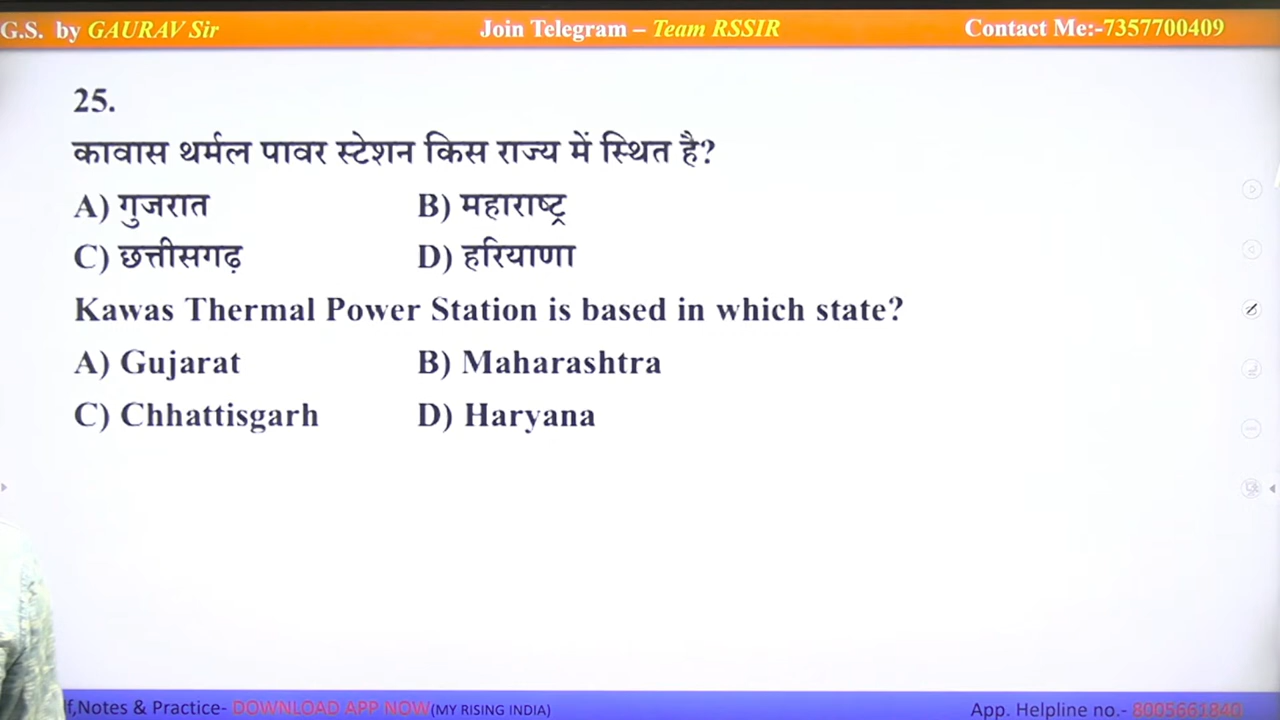 G.S. by GAURAV Sir Join Telegram – Team RSSIR Contact Me:-7357700409
25.
कावास थर्मल पावर स्टेशन किस राज्य में स्थित है?
A) गुजरात B) महाराष्ट्र
C) छत्तीसगढ़ D) हरियाणा
Kawas Thermal Power Station is based in which state?
A) Gujarat B) Maharashtra
C) Chhattisgarh D) Haryana
f,Notes & Practice- DOWNLOAD APP NOW(MY RISING INDIA) App. Helpline no.- 8005661840